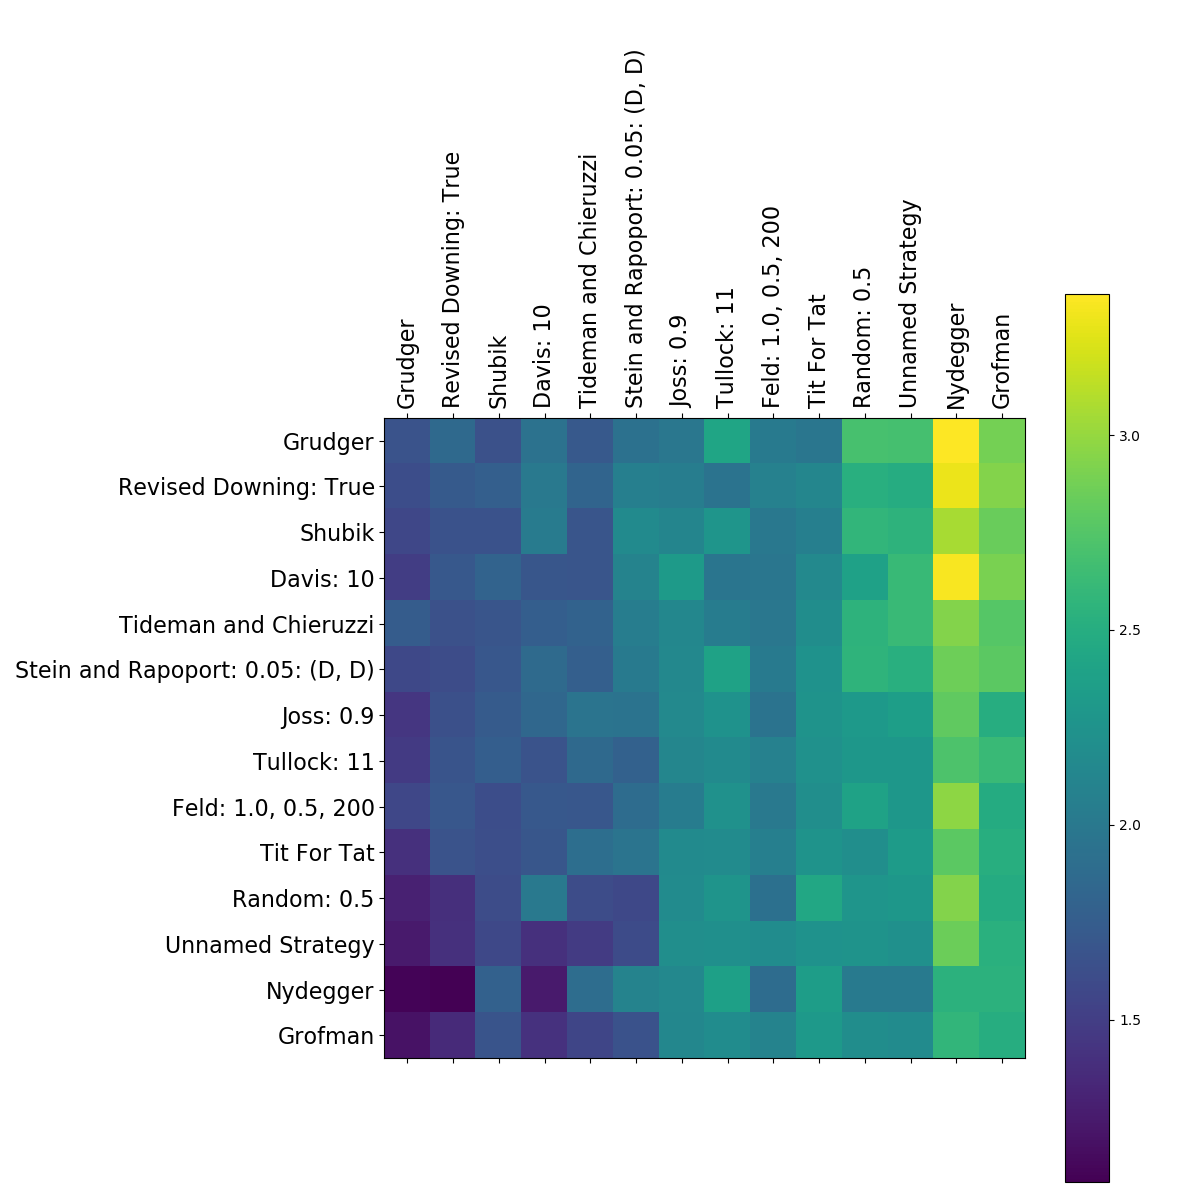 Grudger
Revised Downing: True
Shubik
Davis: 10
Tideman and Chieruzzi
Stein and Rapoport: 0.05: (D, D)
Joss: 0.9
Tullock: 11
Feld: 1.0, 0.5, 200
Tit For Tat
Random: 0.5
Unnamed Strategy
Nydegger
Grofman
Grudger
Revised Downing: True
Shubik
Davis: 10
Tideman and Chieruzzi
Stein and Rapoport: 0.05: (D, D)
Joss: 0.9
Tullock: 11
Feld: 1.0, 0.5, 200
Tit For Tat
Random: 0.5
Unnamed Strategy
Nydegger
Grofman
3.0
2.5
2.0
1.5